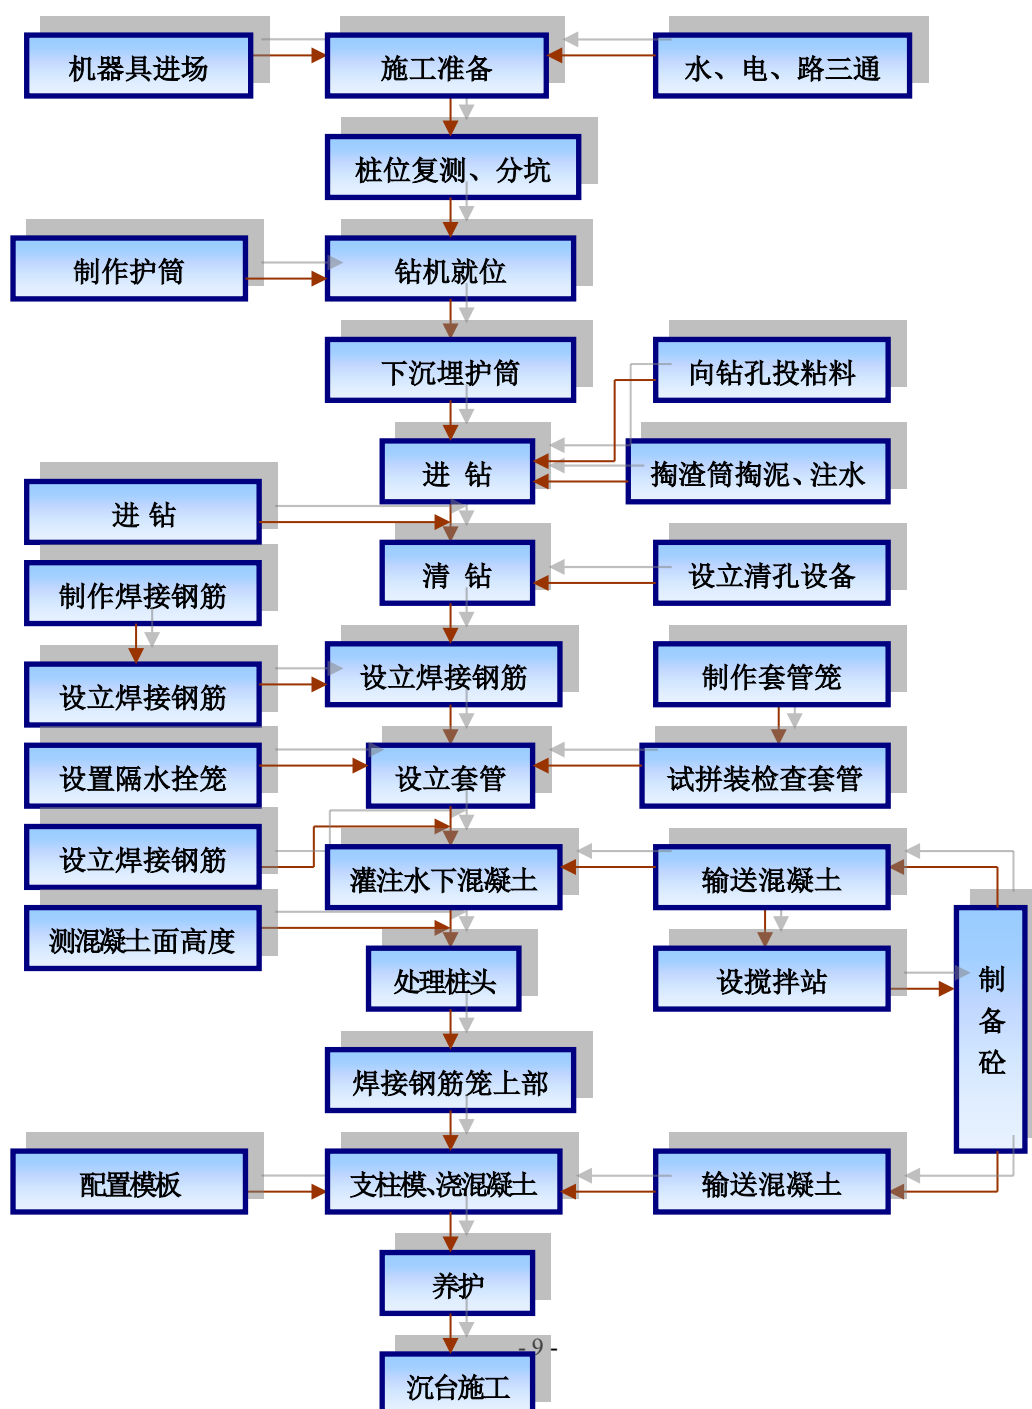 机器具进场
施工准备
水、电、路三通
桩位复测、分坑
制作护筒
钻机就位
下沉埋护筒
向钻孔投粘料
进 钻
掏渣筒掏泥、注水
进 钻
清 钻
设立清孔设备
制作焊接钢筋
设立焊接钢筋
设立焊接钢筋
制作套管笼
设置隔水拴笼
设立套管
试拼装检查套管
设立焊接钢筋
灌注水下混凝土
输送混凝土
测混凝土面高度
处理桩头
设搅拌站
制
备
砼
焊接钢筋笼上部
配置模板
支柱模、浇混凝土
输送混凝土
养护
- 9 -
沉台施工